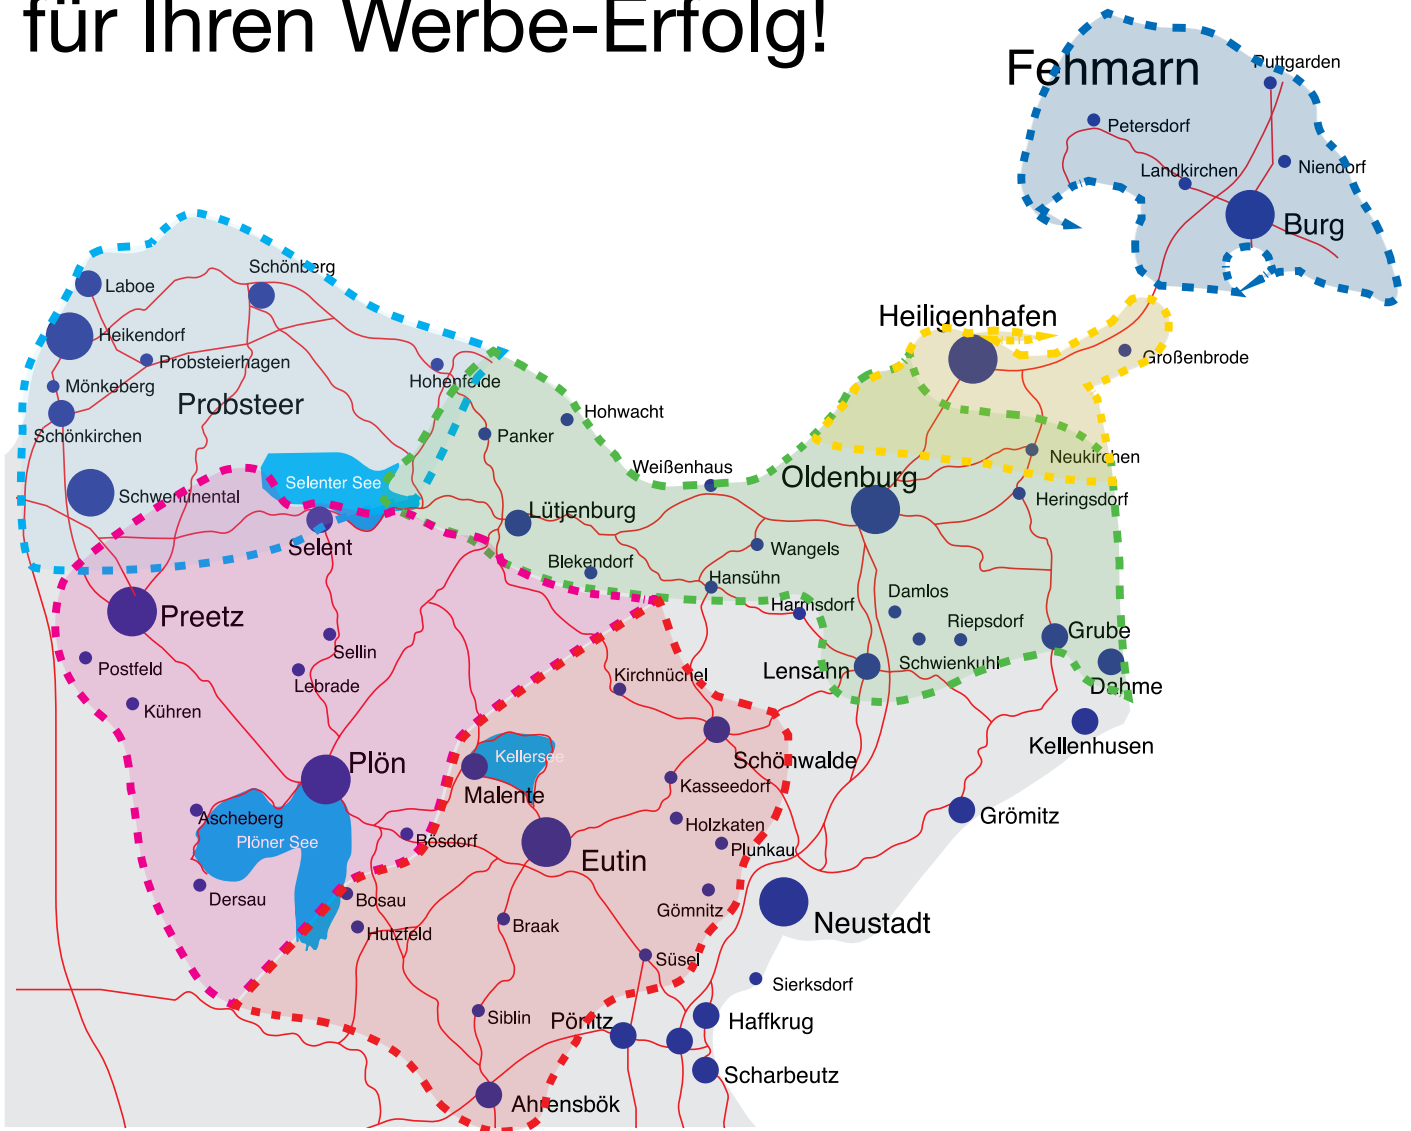 für Ihren Werbe-Erfolg!
Fehmarn
Puttgarden
Petersdorf
Landkirchen
Niendorf
Burg
Schönberg
Laboe
Heiligenhafen
Heikendorf
Großenbrode
Probsteierhagen
Mönkeberg
Hohenfelde
Probsteer
Hohwacht
Schönkirchen
Panker
Neukirchen
Weißenhaus
Oldenburg
Selenter See
Schwentinental
Heringsdorf
Lütjenburg
Selent
Wangels
Blekendorf
Hansühn
Damlos
Harmsdorf
Preetz
Riepsdorf
Grube
Sellin
Schwienkuhl
Postfeld
Lensahn
Kirchnüchel
Lebrade
Dahme
Kühren
Kellenhusen
Kellersee
Schönwalde
Plön
Kasseedorf
Malente
Ascheberg
Grömitz
Holzkaten
Plöner See
Bösdorf
Plunkau
Eutin
Dersau
Bosau
Gömnitz
Neustadt
Braak
Hutzfeld
Süsel
Sierksdorf
Siblin
Pönitz
Haffkrug
Scharbeutz
Ahrensbök